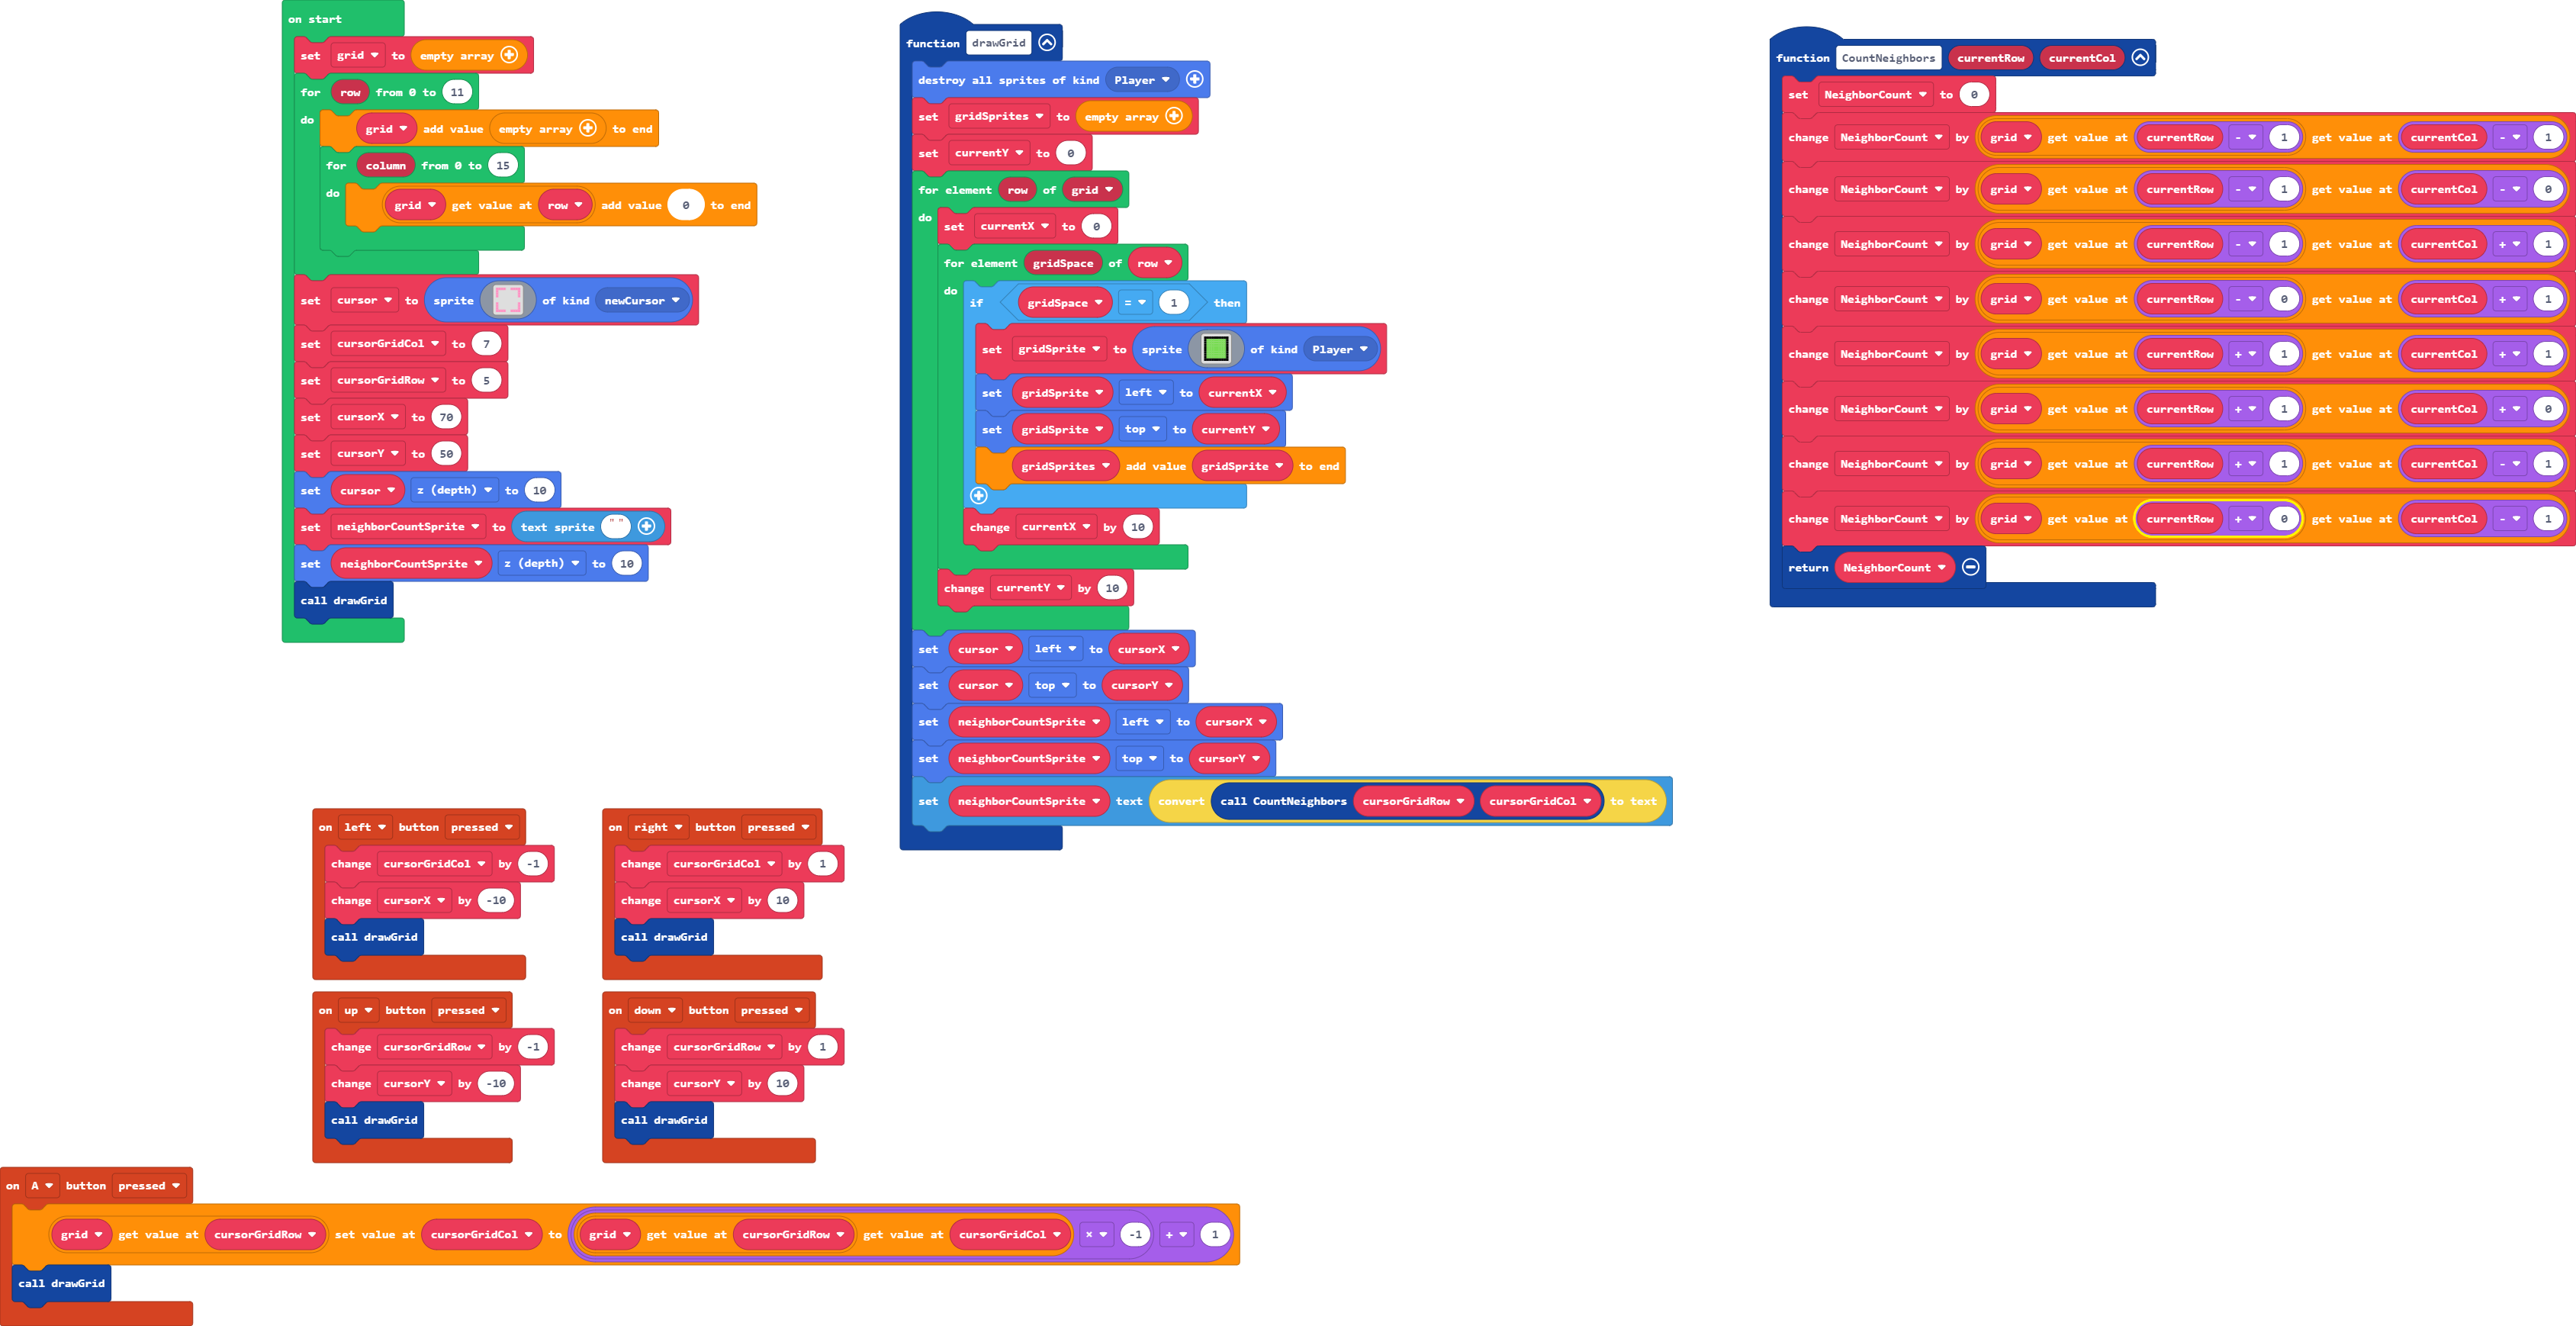 on start
set grid to empty array
for row from 0 to 11
do grid add value empty array to end
for column from 0 to 15
do grid get value at row add value 0 to end
set cursor to sprite of kind newCursor
set cursorGridCol to 7
set cursorGridRow to 5
set cursorX to 70
set cursorY to 50
set cursor z (depth) to 10
set neighborCountSprite to text sprite " "
set neighborCountSprite z (depth) to 10
call drawGrid
function drawGrid
destroy all sprites of kind Player
set gridSprites to empty array
set currentY to 0
for element row of grid
do set currentX to 0
for element gridSpace of row
do if gridSpace = 1 then
set gridSprite to sprite of kind Player
set gridSprite left to currentX
set gridSprite top to currentY
gridSprites add value gridSprite to end
change currentX by 10
change currentY by 10
set cursor left to cursorX
set cursor top to cursorY
set neighborCountSprite left to cursorX
set neighborCountSprite top to cursorY
set neighborCountSprite text convert call CountNeighbors cursorGridRow cursorGridCol to text
function CountNeighbors currentRow currentCol
set NeighborCount to 0
change NeighborCount by grid get value at currentRow - 1 get value at currentCol - 1
change NeighborCount by grid get value at currentRow - 1 get value at currentCol - 0
change NeighborCount by grid get value at currentRow - 1 get value at currentCol + 1
change NeighborCount by grid get value at currentRow - 0 get value at currentCol + 1
change NeighborCount by grid get value at currentRow + 1 get value at currentCol + 1
change NeighborCount by grid get value at currentRow + 1 get value at currentCol + 0
change NeighborCount by grid get value at currentRow + 1 get value at currentCol - 1
change NeighborCount by grid get value at currentRow + 0 get value at currentCol - 1
return NeighborCount
on left button pressed
change cursorGridCol by -1
change cursorX by -10
call drawGrid
on right button pressed
change cursorGridCol by 1
change cursorX by 10
call drawGrid
on up button pressed
change cursorGridRow by -1
change cursorY by -10
call drawGrid
on down button pressed
change cursorGridRow by 1
change cursorY by 10
call drawGrid
on A button pressed
grid get value at cursorGridRow set value at cursorGridCol to grid get value at cursorGridRow get value at cursorGridCol × -1 + 1
call drawGrid